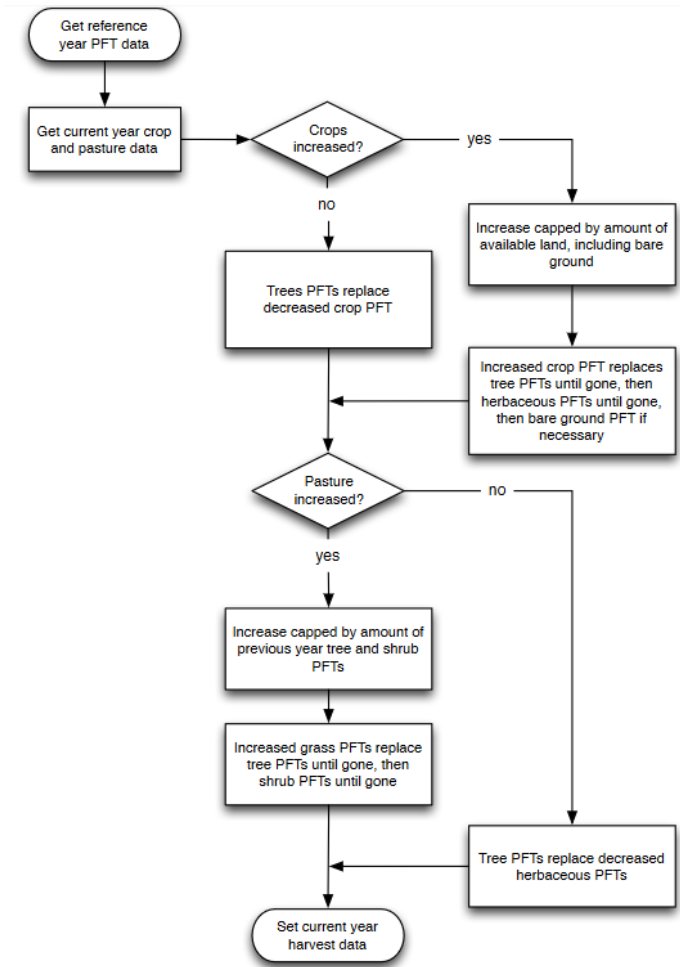 Get reference
year PFT data
Get current year crop
and pasture data
Crops
increased?
yes
no
Increase capped by amount of
available land, including bare
ground
Trees PFTs replace
decreased crop PFT
Increased crop PFT replaces
tree PFTs until gone, then
herbaceous PFTs until gone,
then bare ground PFT if
necessary
Pasture
increased?
no
yes
Increase capped by amount of
previous year tree and shrub
PFTs
Increased grass PFTs replace
tree PFTs until gone, then
shrub PFTs until gone
Tree PFTs replace decreased
herbaceous PFTs
Set current year
harvest data